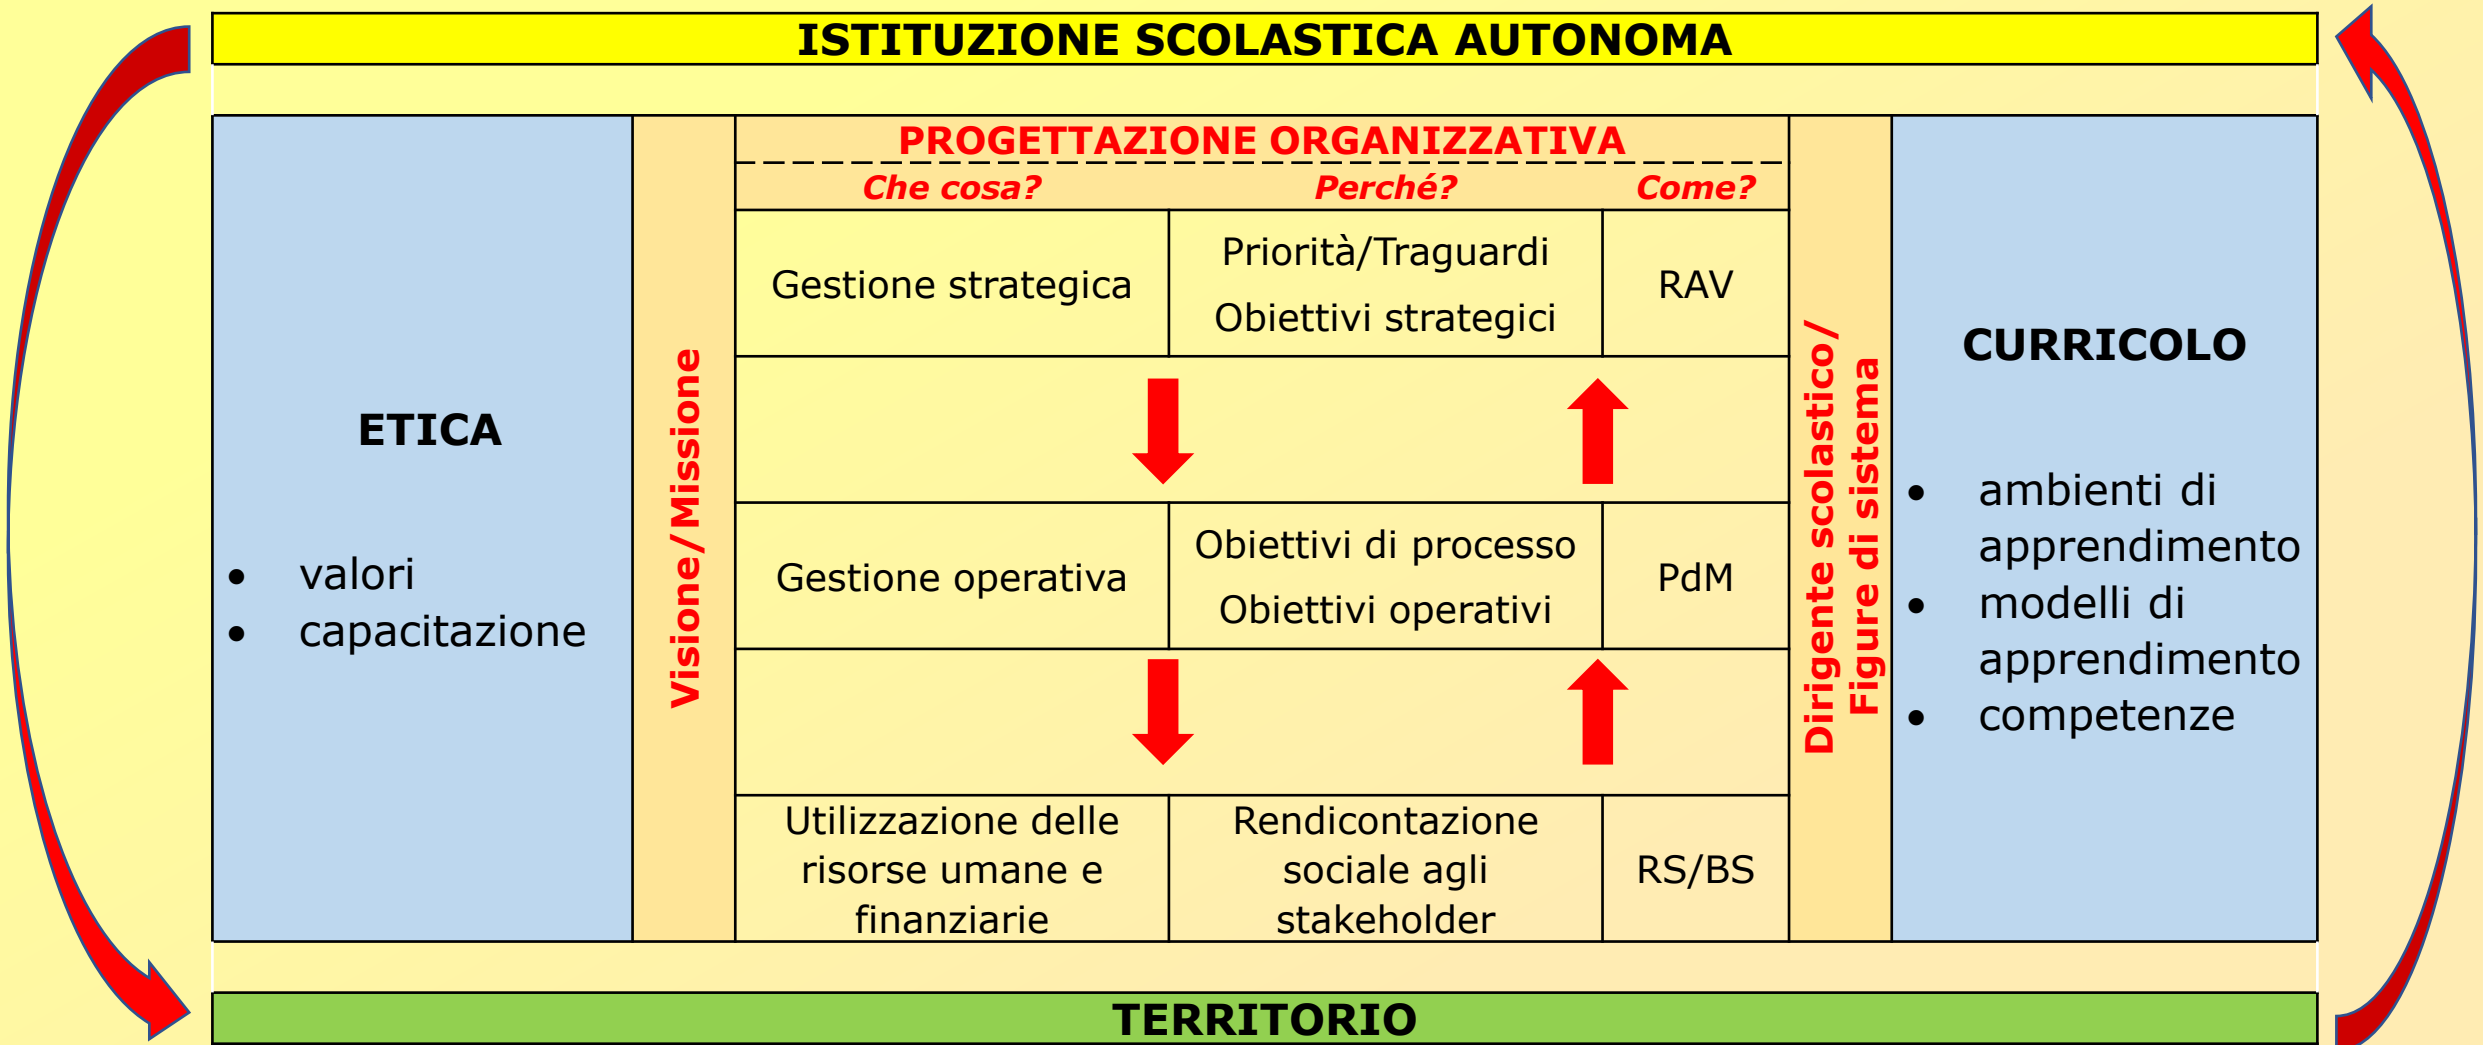 ISTITUZIONE SCOLASTICA AUTONOMA
ETICA
• valori
• capacitazione
Visione/Missione
PROGETTAZIONE ORGANIZZATIVA
Che cosa?
Perché?
Come?
Gestione strategica
Priorità/Traguardi
Obiettivi strategici
RAV
Gestione operativa
Obiettivi di processo
Obiettivi operativi
PdM
Utilizzazione delle
risorse umane e
finanziarie
Rendicontazione
sociale agli
stakeholder
RS/BS
Dirigente scolastico/
Figure di sistema
CURRICOLO
• ambienti di
apprendimento
• modelli di
apprendimento
• competenze
TERRITORIO